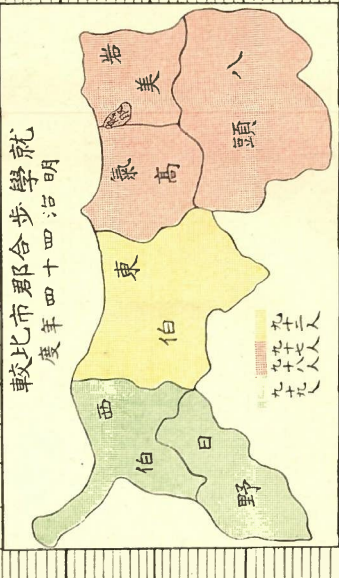 就學步合郡市比較
明治四十四年度
岩美
八頭
氣高
東伯
西伯
日野